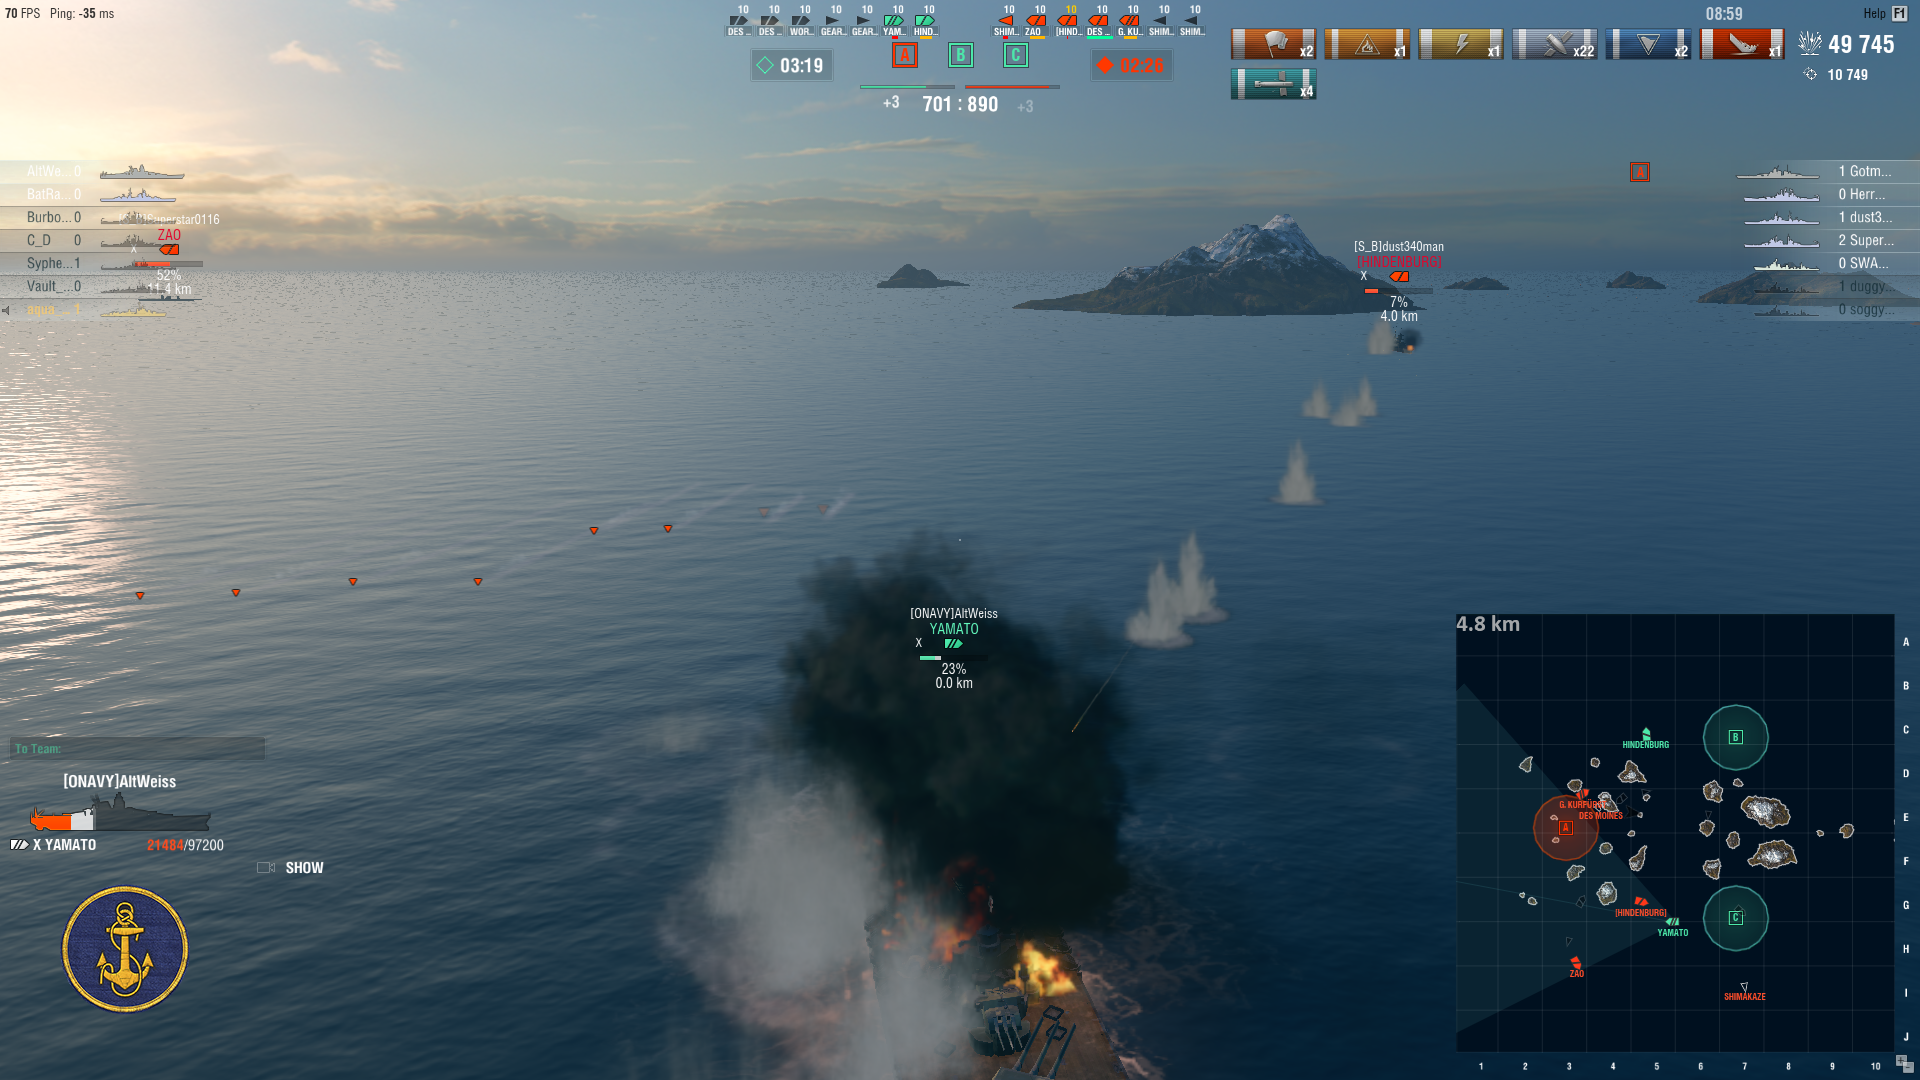 70 FPS Ping: -35 ms
10 10 10 10 10 10 10
DES .. DES .. WOR.. GEAR.. GEAR.. YAM.. HIND..
10 10 10 10 10 10 10
SHIM.. ZAO [HIND.. DES .. G. KU.. SHIM.. SHIM..
03:19 A B C 02:26
+3 701 : 890 +3
08:59
Help F1
x2 x1 x1 x22 x2 x1
x4
49 745
10 749
AltWe... 0
BatRa... 0
Burbo... 0
C_D 0
Syphe... 1
Vault_... 0
aqua_... 1
Superstar0116
ZAO
X
52%
11.4 km
A
[S_B]dust340man
[HINDENBURG]
X
7%
4.0 km
1 Gotm...
0 Herr...
1 dust3...
2 Super...
0 SWA...
1 duggy...
0 soggy...
[ONAVY]AltWeiss
YAMATO
X
23%
0.0 km
To Team:
[ONAVY]AltWeiss
X YAMATO 21484/97200
SHOW
4.8 km
HINDENBURG
B
DES MOINES
A
[HINDENBURG]
YAMATO
C
ZAO
SHIMAKAZE
A
B
C
D
E
F
G
H
I
J
1 2 3 4 5 6 7 8 9 10